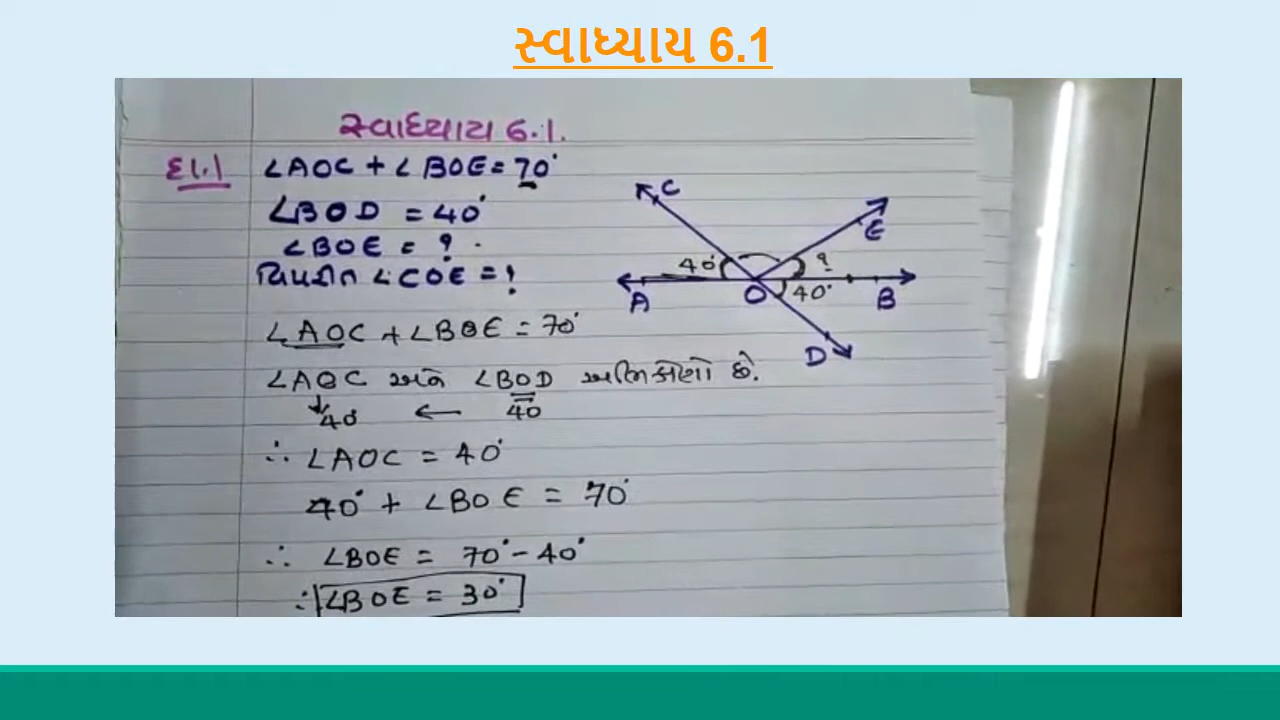 સ્વાધ્યાય 6.1
સ્વાધ્યાય 6.1.
દા.1 ∠AOC + ∠BOE = 70°
∠BOD = 40°
∠BOE = ?
વિપરીત ∠COE = ?
C
E
40°
?
A
O
40°
B
D
∠AOC + ∠BOE = 70°
∠AOC અને ∠BOD અભિકોણો છે.
↓40 ← 40
∴ ∠AOC = 40°
40° + ∠BOE = 70°
∴ ∠BOE = 70° - 40°
∴ ∠BOE = 30°